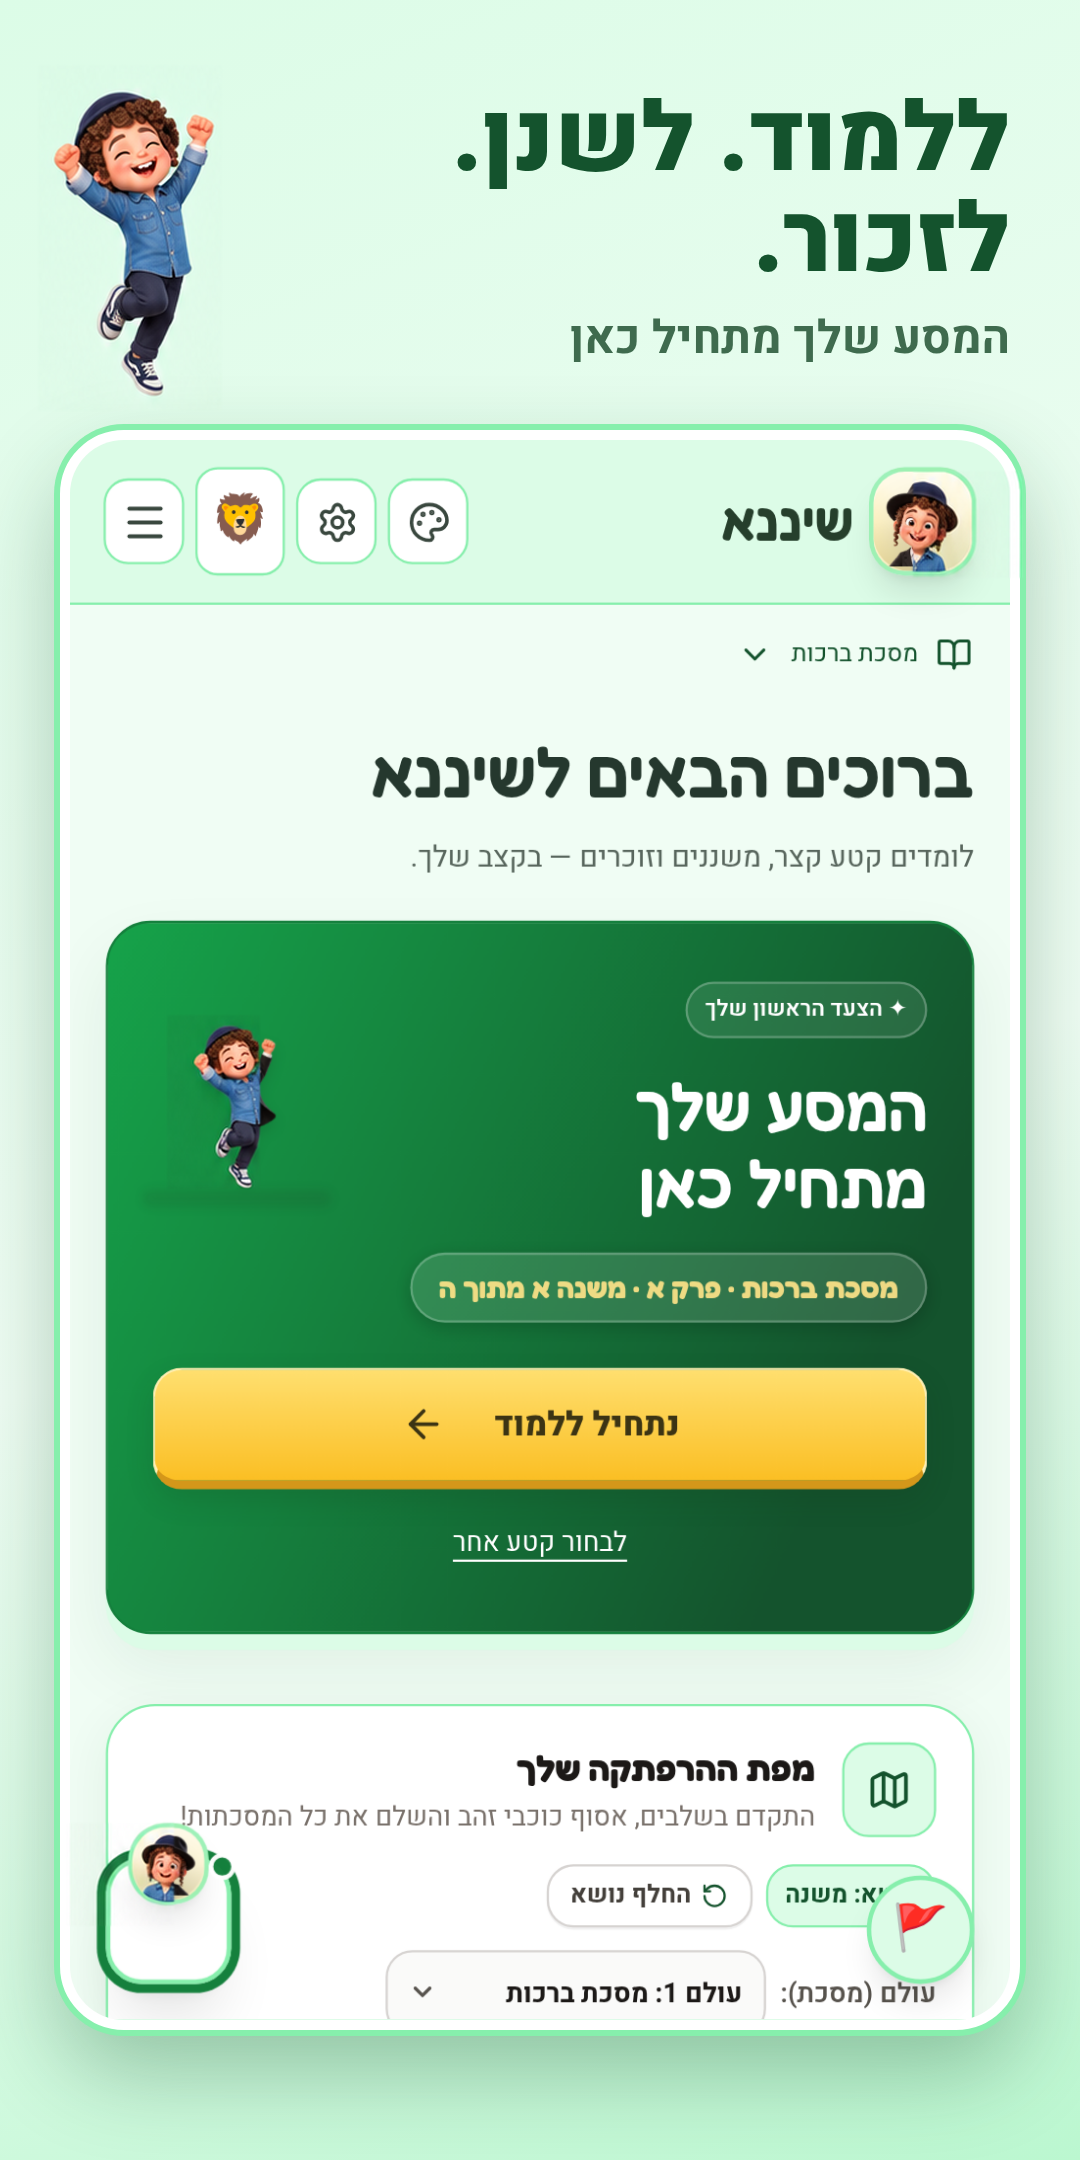 ללמוד. לשנן.
לזכור.
המסע שלך מתחיל כאן
שיננא
מסכת ברכות
ברוכים הבאים לשיננא
לומדים קטע קצר, משננים וזוכרים — בקצב שלך.
✦ הצעד הראשון שלך
המסע שלך
מתחיל כאן
מסכת ברכות · פרק א · משנה א מתוך ה
נתחיל ללמוד
לבחור קטע אחר
מפת ההרפתקה שלך
התקדם בשלבים, אסוף כוכבי זהב והשלם את כל המסכתות!
משנה
החלף נושא
עולם (מסכת):
עולם 1: מסכת ברכות